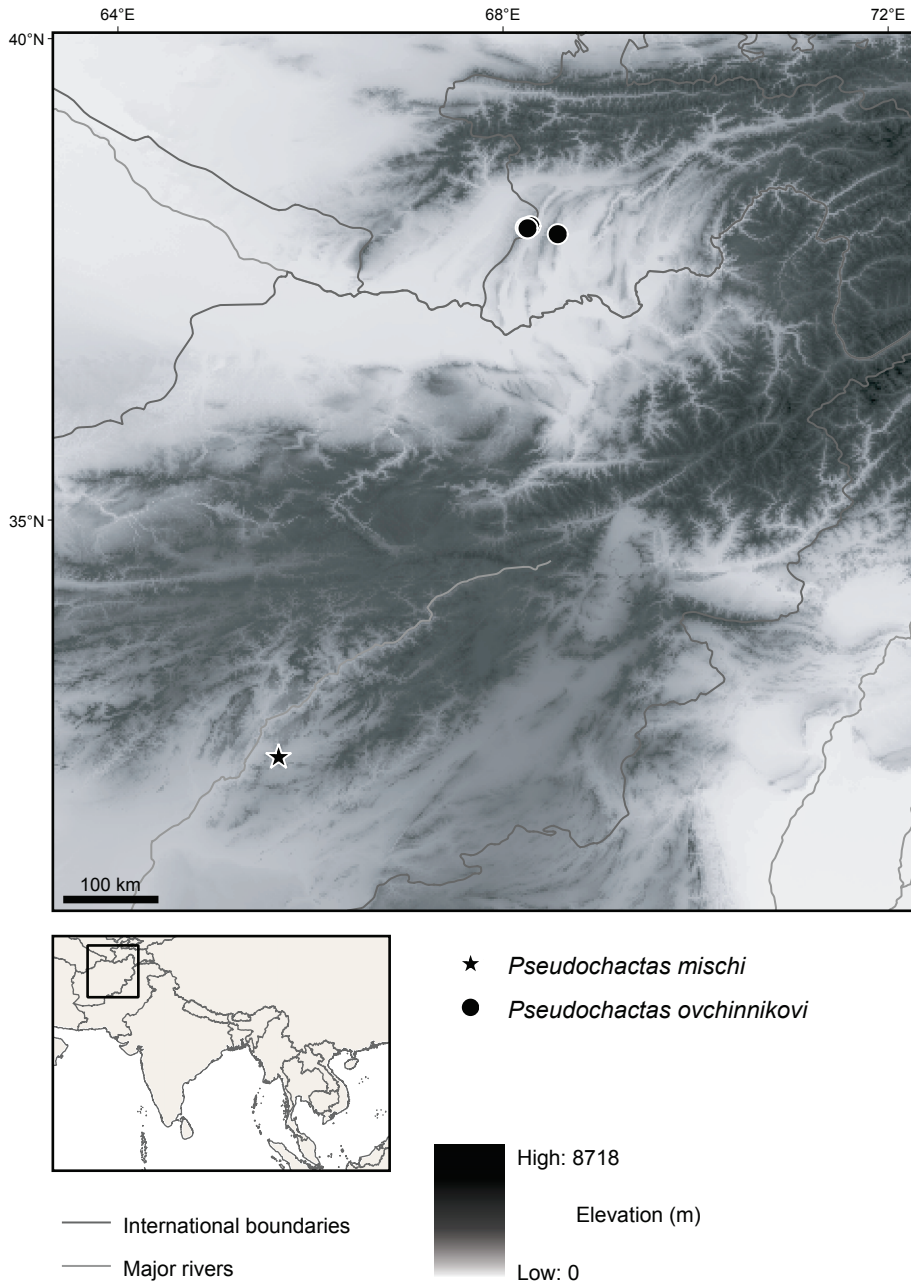 64°E 68°E 72°E
40°N
35°N
100 km
Pseudochactas mischi
Pseudochactas ovchinnikovi
High: 8718
Elevation (m)
Low: 0
International boundaries
Major rivers